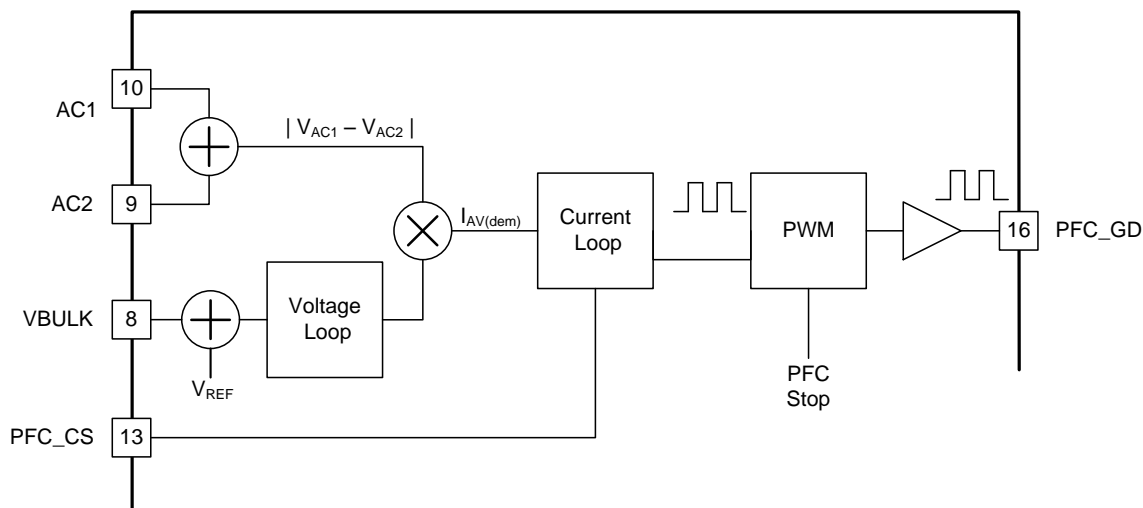 10
AC1
| VAC1 – VAC2 |
AC2
9
IAV(dem)
Current
Loop
PWM
16
PFC_GD
VBULK
8
Voltage
Loop
VREF
PFC
Stop
PFC_CS
13